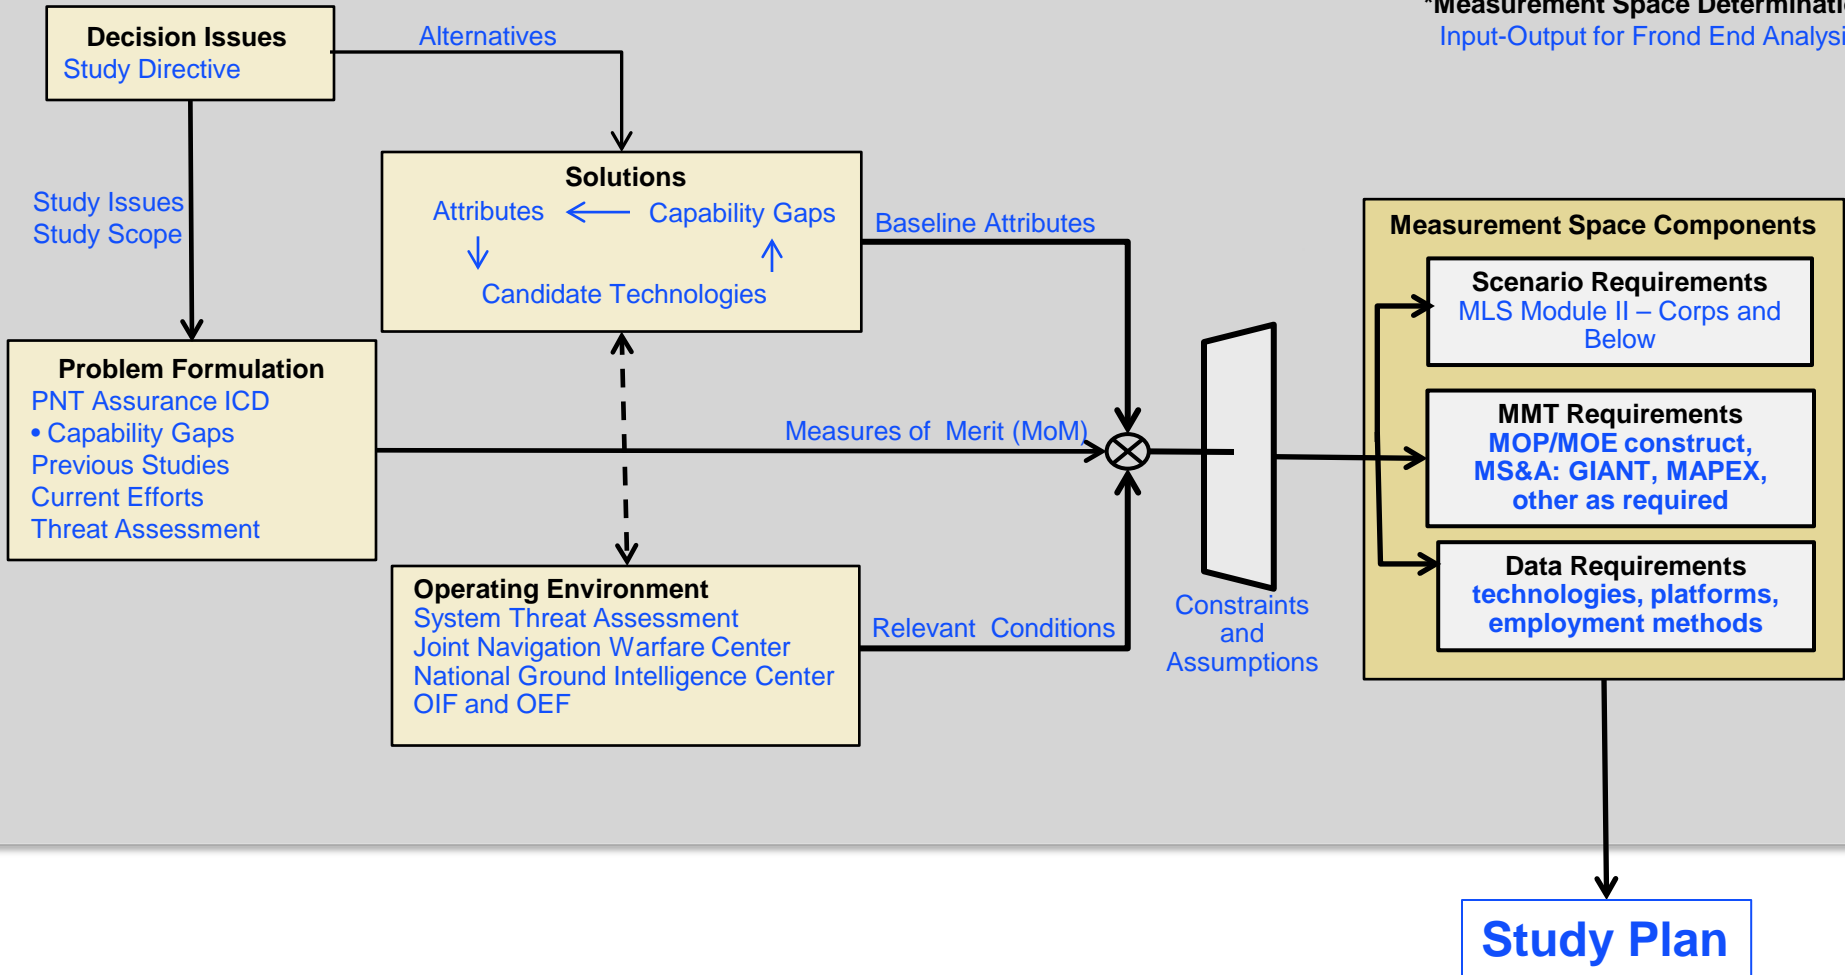 *Measurement Space Determinati
Input-Output for Frond End Analysi
Decision Issues
Study Directive
Alternatives
Study Issues
Study Scope
Solutions
Attributes
Capability Gaps
Candidate Technologies
Baseline Attributes
Problem Formulation
PNT Assurance ICD
• Capability Gaps
Previous Studies
Current Efforts
Threat Assessment
Measures of Merit (MoM)
Operating Environment
System Threat Assessment
Joint Navigation Warfare Center
National Ground Intelligence Center
OIF and OEF
Relevant Conditions
Constraints
and
Assumptions
Measurement Space Components
Scenario Requirements
MLS Module II – Corps and
Below
MMT Requirements
MOP/MOE construct,
MS&A: GIANT, MAPEX,
other as required
Data Requirements
technologies, platforms,
employment methods
Study Plan